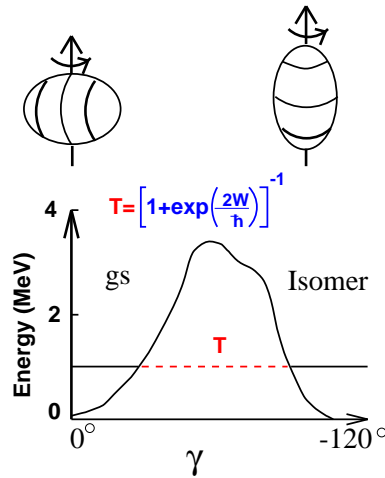 T=[1+exp(2W/ħ)]⁻¹
4
gs
Isomer
2
T
0
Energy (MeV)
0° -120°
γ